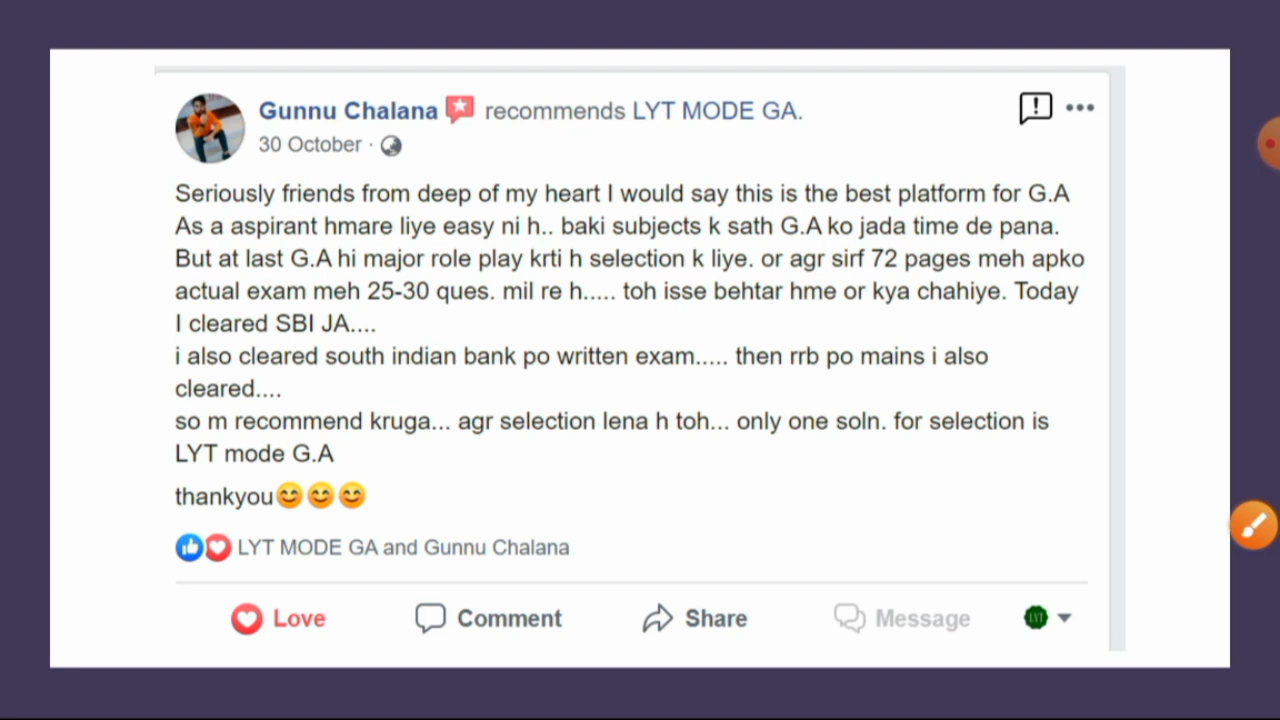 Gunnu Chalana recommends LYT MODE GA.
30 October ·
Seriously friends from deep of my heart I would say this is the best platform for G.A
As a aspirant hmare liye easy ni h.. baki subjects k sath G.A ko jada time de pana.
But at last G.A hi major role play krti h selection k liye. or agr sirf 72 pages meh apko
actual exam meh 25-30 ques. mil re h..... toh isse behtar hme or kya chahiye. Today
I cleared SBI JA....
i also cleared south indian bank po written exam..... then rrb po mains i also
cleared....
so m recommend kruga... agr selection lena h toh... only one soln. for selection is
LYT mode G.A
thankyou😊😊😊
LYT MODE GA and Gunnu Chalana
Love Comment Share Message LYT